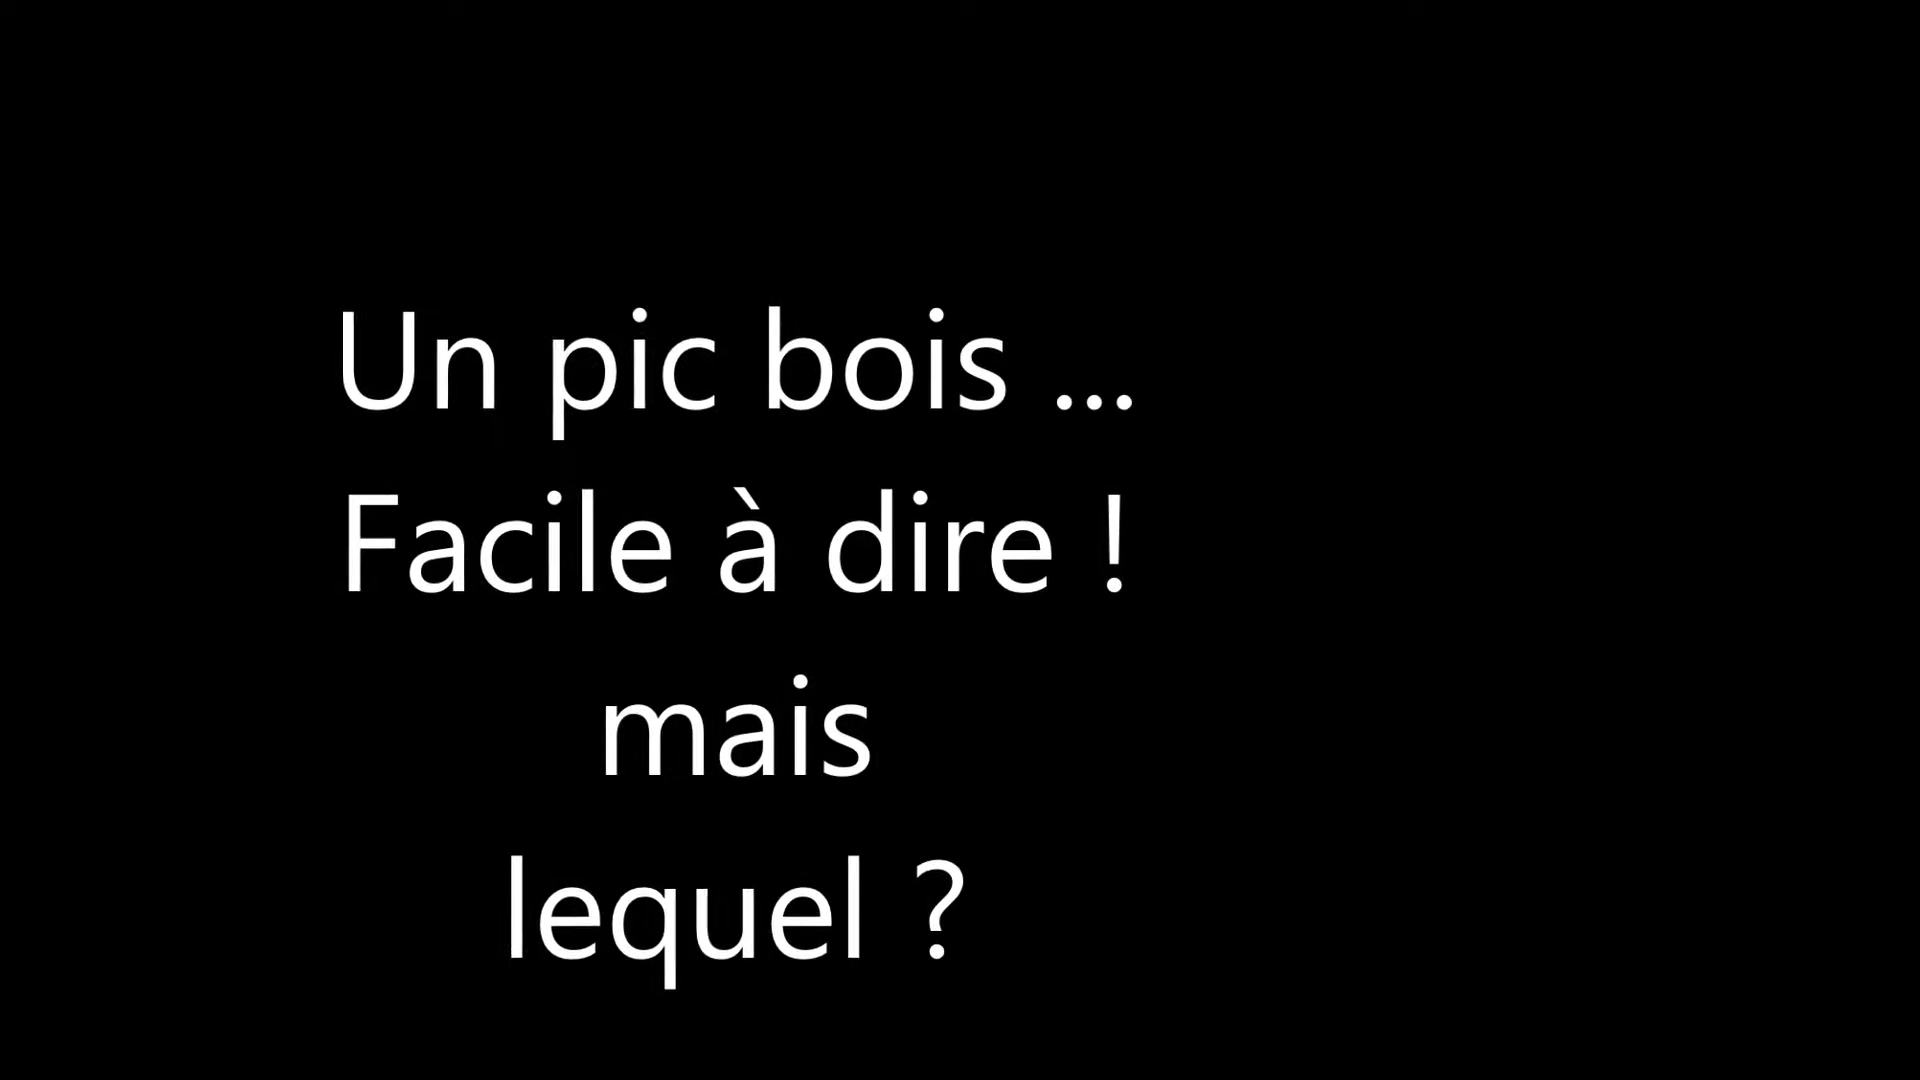 Un pic bois ...
Facile à dire !
mais
lequel ?